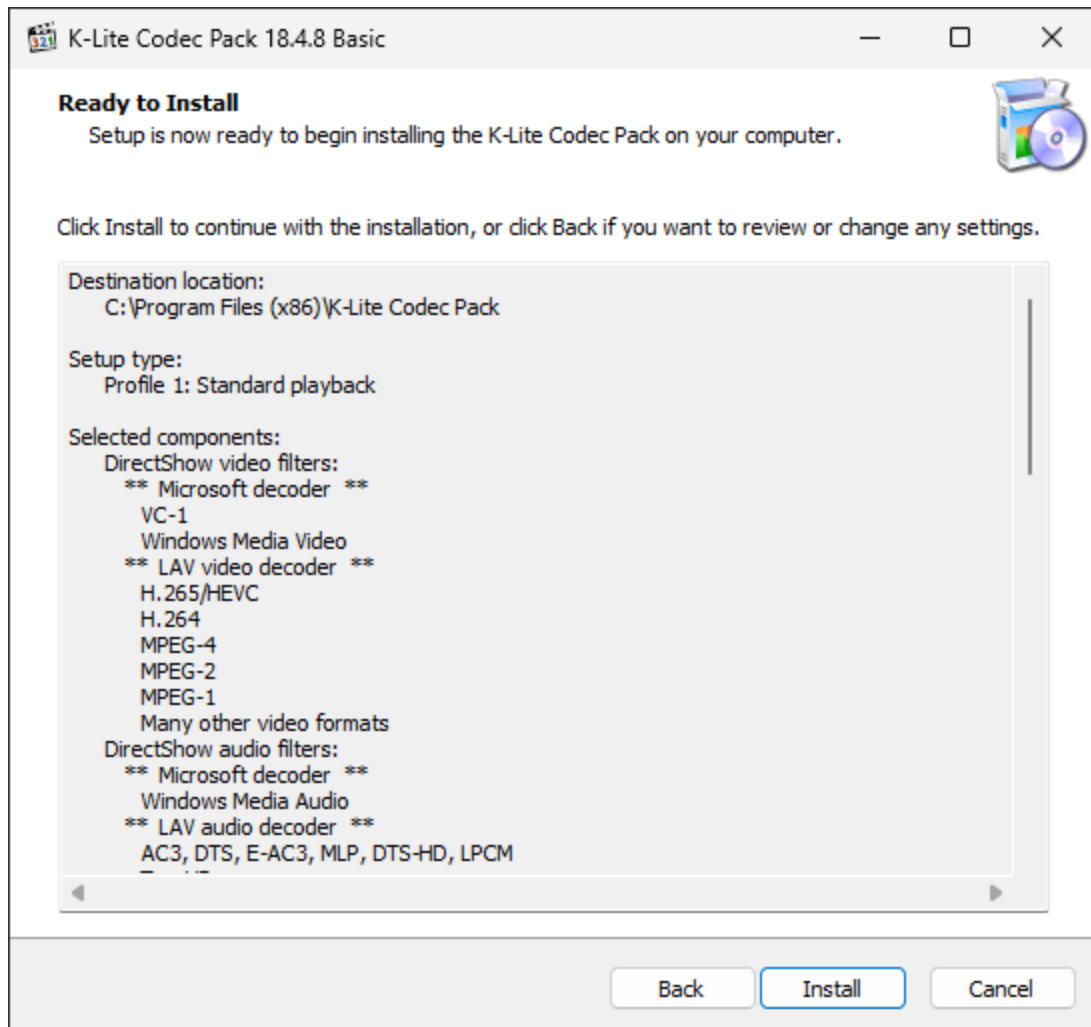 K-Lite Codec Pack 18.4.8 Basic
Ready to Install
Setup is now ready to begin installing the K-Lite Codec Pack on your computer.
Click Install to continue with the installation, or click Back if you want to review or change any settings.
Destination location:
C:\Program Files (x86)\K-Lite Codec Pack
Setup type:
Profile 1: Standard playback
Selected components:
DirectShow video filters:
** Microsoft decoder **
VC-1
Windows Media Video
** LAV video decoder **
H.265/HEVC
H.264
MPEG-4
MPEG-2
MPEG-1
Many other video formats
DirectShow audio filters:
** Microsoft decoder **
Windows Media Audio
** LAV audio decoder **
AC3, DTS, E-AC3, MLP, DTS-HD, LPCM
Back
Install
Cancel